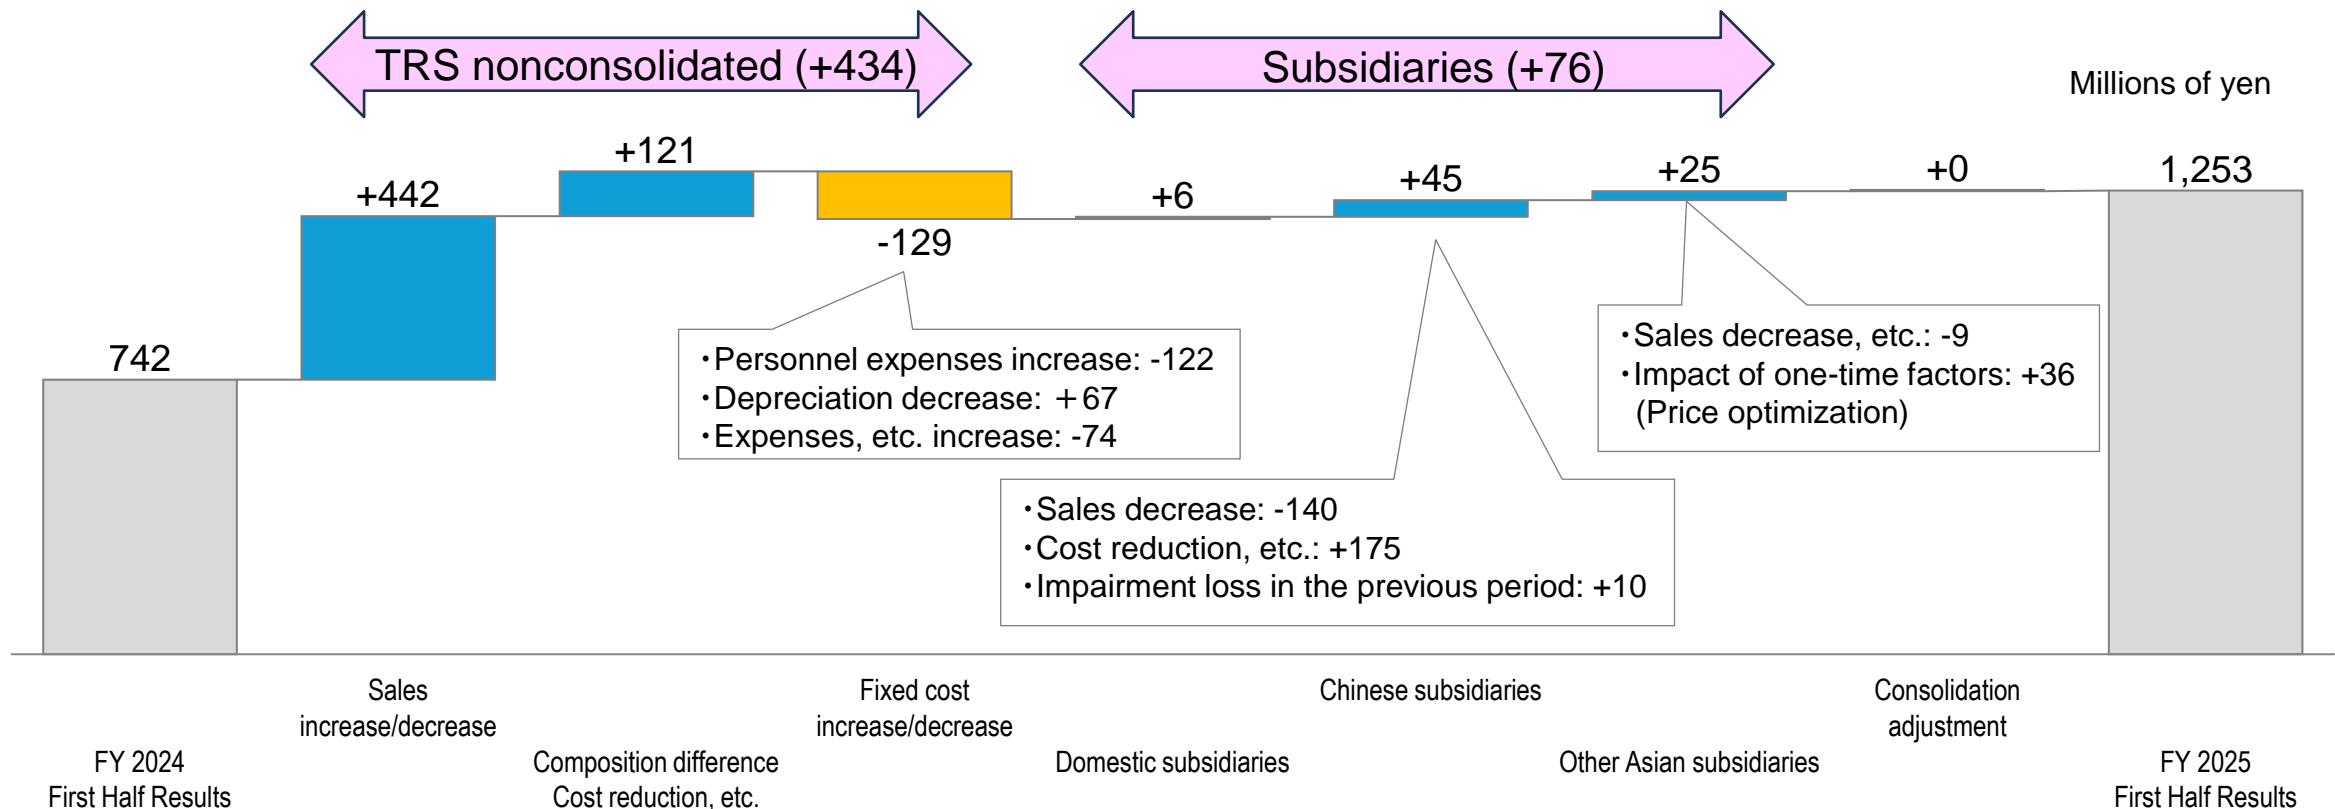 TRS nonconsolidated (+434)
Subsidiaries (+76)
Millions of yen
742
+442
+121
-129
+6
+45
+25
+0
1,253
・Personnel expenses increase: -122
・Depreciation decrease: ＋67
・Expenses, etc. increase: -74
・Sales decrease, etc.: -9
・Impact of one-time factors: +36
(Price optimization)
・Sales decrease: -140
・Cost reduction, etc.: +175
・Impairment loss in the previous period: +10
FY 2024
First Half Results
Sales
increase/decrease
Composition difference
Cost reduction, etc.
Fixed cost
increase/decrease
Domestic subsidiaries
Chinese subsidiaries
Other Asian subsidiaries
Consolidation
adjustment
FY 2025
First Half Results